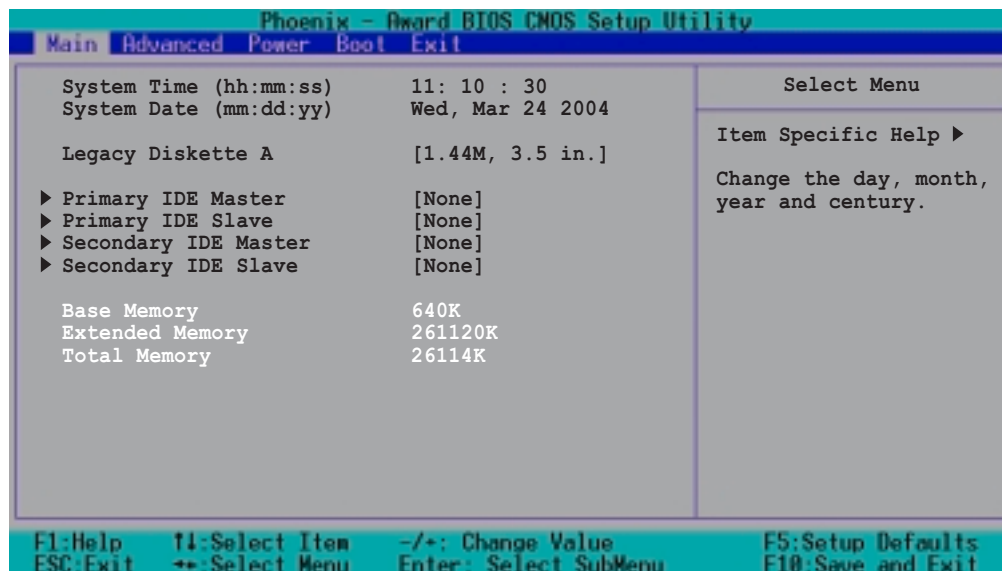 Phoenix - Award BIOS CMOS Setup Utility
Main Advanced Power Boot Exit
System Time (hh:mm:ss) 11: 10 : 30
System Date (mm:dd:yy) Wed, Mar 24 2004
Legacy Diskette A [1.44M, 3.5 in.]
▶ Primary IDE Master [None]
▶ Primary IDE Slave [None]
▶ Secondary IDE Master [None]
▶ Secondary IDE Slave [None]
Base Memory 640K
Extended Memory 261120K
Total Memory 26114K
Select Menu
Item Specific Help ▶
Change the day, month,
year and century.
F1:Help ↑↓:Select Item -/+: Change Value F5:Setup Defaults
ESC:Exit ←→:Select Menu Enter: Select SubMenu F10:Save and Exit